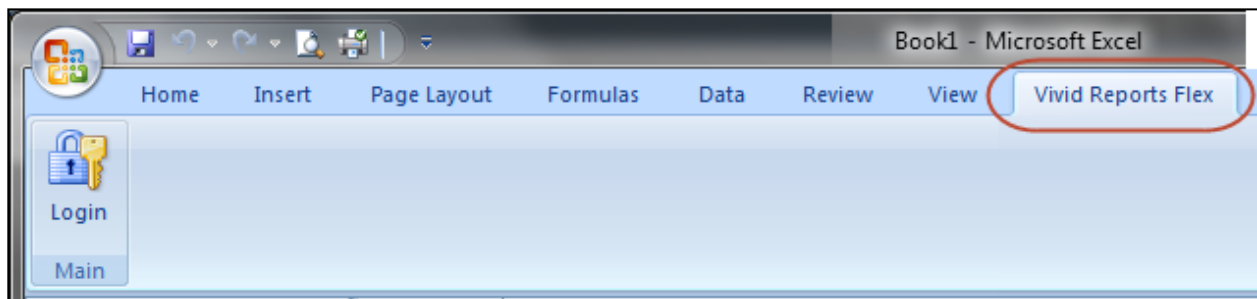 Book1 - Microsoft Excel
Home Insert Page Layout Formulas Data Review View Vivid Reports Flex
Login
Main